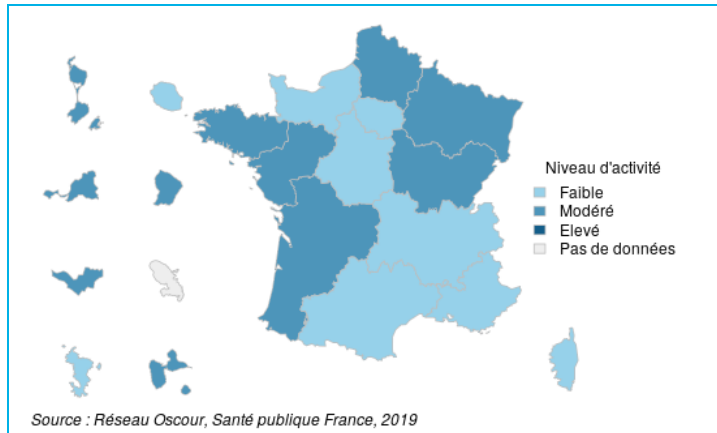 Niveau d'activité
Faible
Modéré
Elevé
Pas de données
Source : Réseau Oscour, Santé publique France, 2019